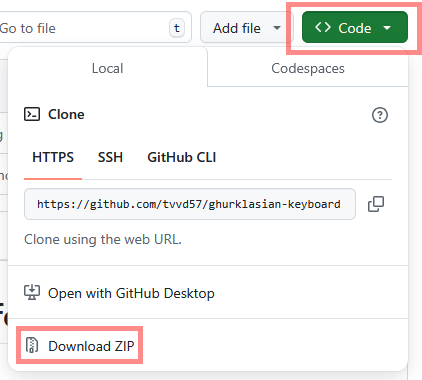 Go to file t Add file Code
Local Codespaces
Clone
HTTPS SSH GitHub CLI
https://github.com/tvvd57/ghurklasian-keyboard
Clone using the web URL.
Open with GitHub Desktop
Download ZIP